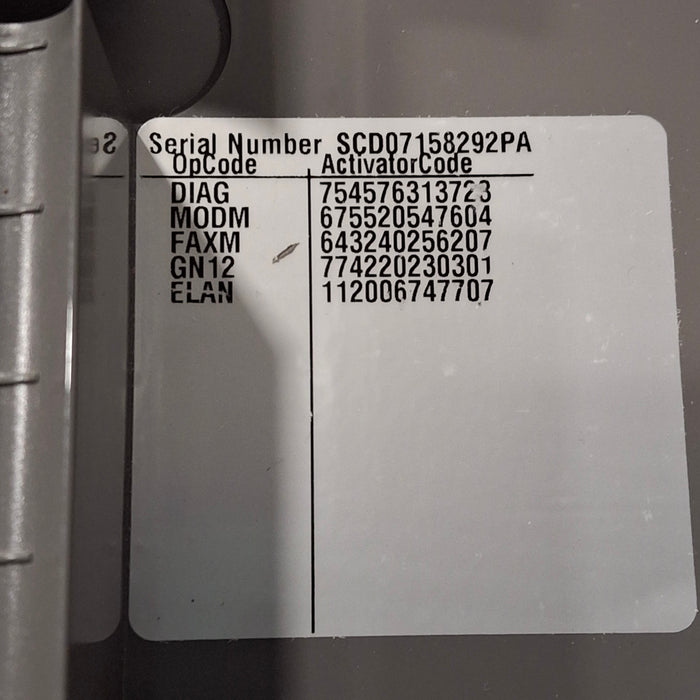 Serial Number SCD07158292PA
OpCode ActivatorCode
DIAG 754576313723
MODM 675520547604
FAXM 643240256207
GN12 774220230301
ELAN 112006747707